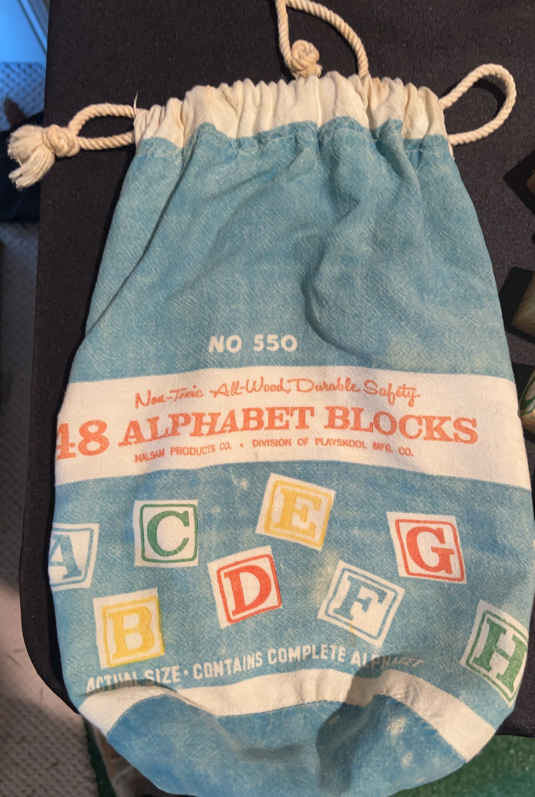 NO 550
Non-Toxic All-Wood, Durable Safety
48 ALPHABET BLOCKS
HALSAM PRODUCTS CO. • DIVISION OF PLAYSKOOL MFG. CO.
A C E G
B D F H
ACTUAL SIZE • CONTAINS COMPLETE ALPHABET